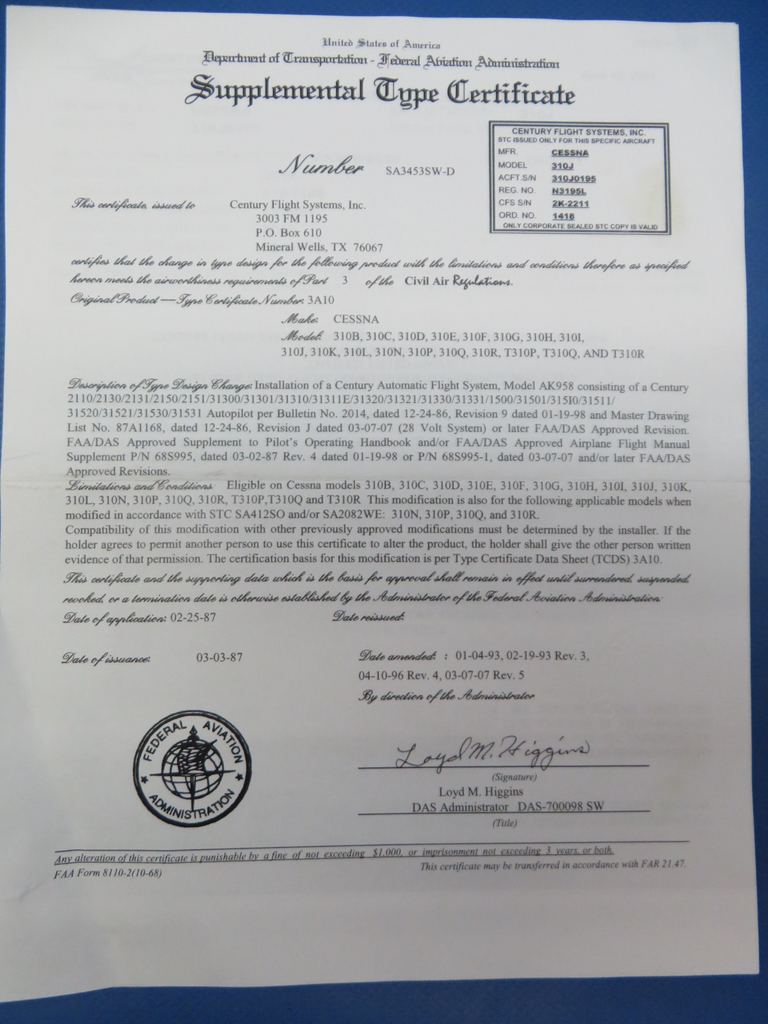 United States of America
Department of Transportation - Federal Aviation Administration
Supplemental Type Certificate
Number SA3453SW-D
CENTURY FLIGHT SYSTEMS, INC.
STC ISSUED ONLY FOR THIS SPECIFIC AIRCRAFT
MFR. CESSNA
MODEL 310J
ACFT.S/N 310J0195
REG. NO. N3195L
CFS S/N 2K-2211
ORD. NO. 1418
ONLY CORPORATE SEALED STC COPY IS VALID
This certificate, issued to Century Flight Systems, Inc.
3003 FM 1195
P.O. Box 610
Mineral Wells, TX 76067
certifies that the change in type design for the following product with the limitations and conditions therefore as specified
hereon meets the airworthiness requirements of Part 3 of the Civil Air Regulations.
Original Product — Type Certificate Number: 3A10
Make: CESSNA
Model: 310B, 310C, 310D, 310E, 310F, 310G, 310H, 310I,
310J, 310K, 310L, 310N, 310P, 310Q, 310R, T310P, T310Q, AND T310R
Description of Type Design Change: Installation of a Century Automatic Flight System, Model AK958 consisting of a Century
2110/2130/2131/2150/2151/31300/31301/31310/31311E/31320/31321/31330/31331/1500/31501/31510/31511/
31520/31521/31530/31531 Autopilot per Bulletin No. 2014, dated 12-24-86, Revision 9 dated 01-19-98 and Master Drawing
List No. 87A1168, dated 12-24-86, Revision J dated 03-07-07 (28 Volt System) or later FAA/DAS Approved Revision.
FAA/DAS Approved Supplement to Pilot's Operating Handbook and/or FAA/DAS Approved Airplane Flight Manual
Supplement P/N 68S995, dated 03-02-87 Rev. 4 dated 01-19-98 or P/N 68S995-1, dated 03-07-07 and/or later FAA/DAS
Approved Revisions.
Limitations and Conditions: Eligible on Cessna models 310B, 310C, 310D, 310E, 310F, 310G, 310H, 310I, 310J, 310K,
310L, 310N, 310P, 310Q, 310R, T310P,T310Q and T310R This modification is also for the following applicable models when
modified in accordance with STC SA412SO and/or SA2082WE: 310N, 310P, 310Q, and 310R.
Compatibility of this modification with other previously approved modifications must be determined by the installer. If the
holder agrees to permit another person to use this certificate to alter the product, the holder shall give the other person written
evidence of that permission. The certification basis for this modification is per Type Certificate Data Sheet (TCDS) 3A10.
This certificate and the supporting data which is the basis for approval shall remain in effect until surrendered, suspended,
revoked, or a termination date is otherwise established by the Administrator of the Federal Aviation Administration.
Date of application: 02-25-87 Date reissued:
Date of issuance: 03-03-87 Date amended: : 01-04-93, 02-19-93 Rev. 3,
04-10-96 Rev. 4, 03-07-07 Rev. 5
By direction of the Administrator
FEDERAL AVIATION
ADMINISTRATION
Loyd M. Higgins
(Signature)
Loyd M. Higgins
DAS Administrator DAS-700098 SW
(Title)
Any alteration of this certificate is punishable by a fine of not exceeding $1,000, or imprisonment not exceeding 3 years, or both.
FAA Form 8110-2(10-68) This certificate may be transferred in accordance with FAR 21.47.